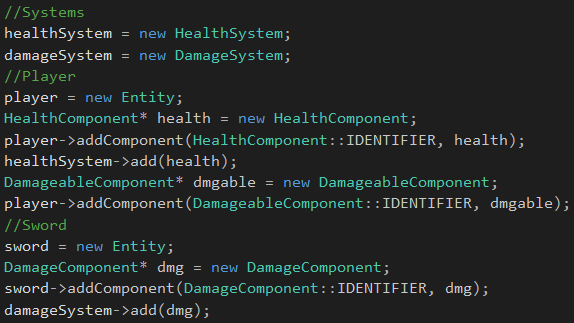 //Systems
healthSystem = new HealthSystem;
damageSystem = new DamageSystem;
//Player
player = new Entity;
HealthComponent* health = new HealthComponent;
player->addComponent(HealthComponent::IDENTIFIER, health);
healthSystem->add(health);
DamageableComponent* dmgable = new DamageableComponent;
player->addComponent(DamageableComponent::IDENTIFIER, dmgable);
//Sword
sword = new Entity;
DamageComponent* dmg = new DamageComponent;
sword->addComponent(DamageComponent::IDENTIFIER, dmg);
damageSystem->add(dmg);